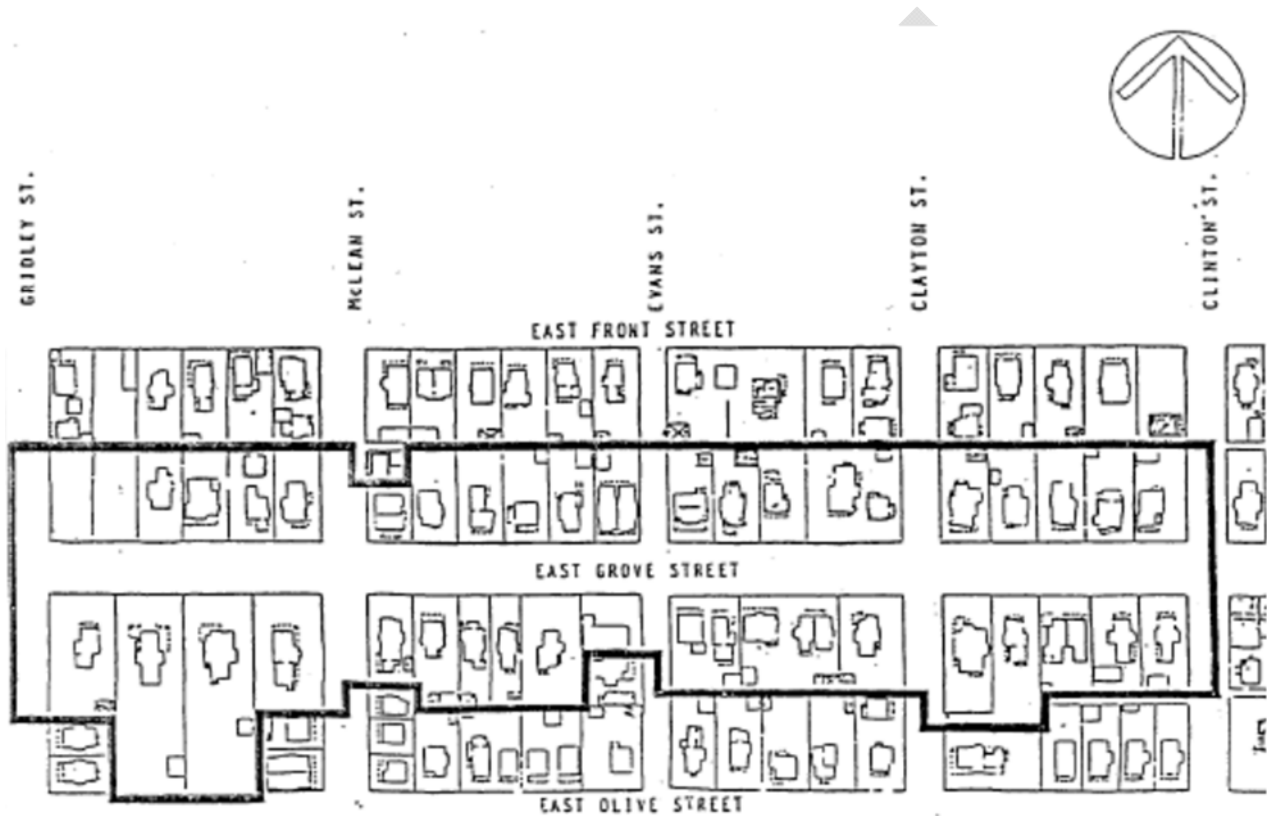 GRIDLEY ST.
McLEAN ST.
EVANS ST.
CLAYTON ST.
CLINTON ST.
EAST FRONT STREET
EAST GROVE STREET
EAST OLIVE STREET